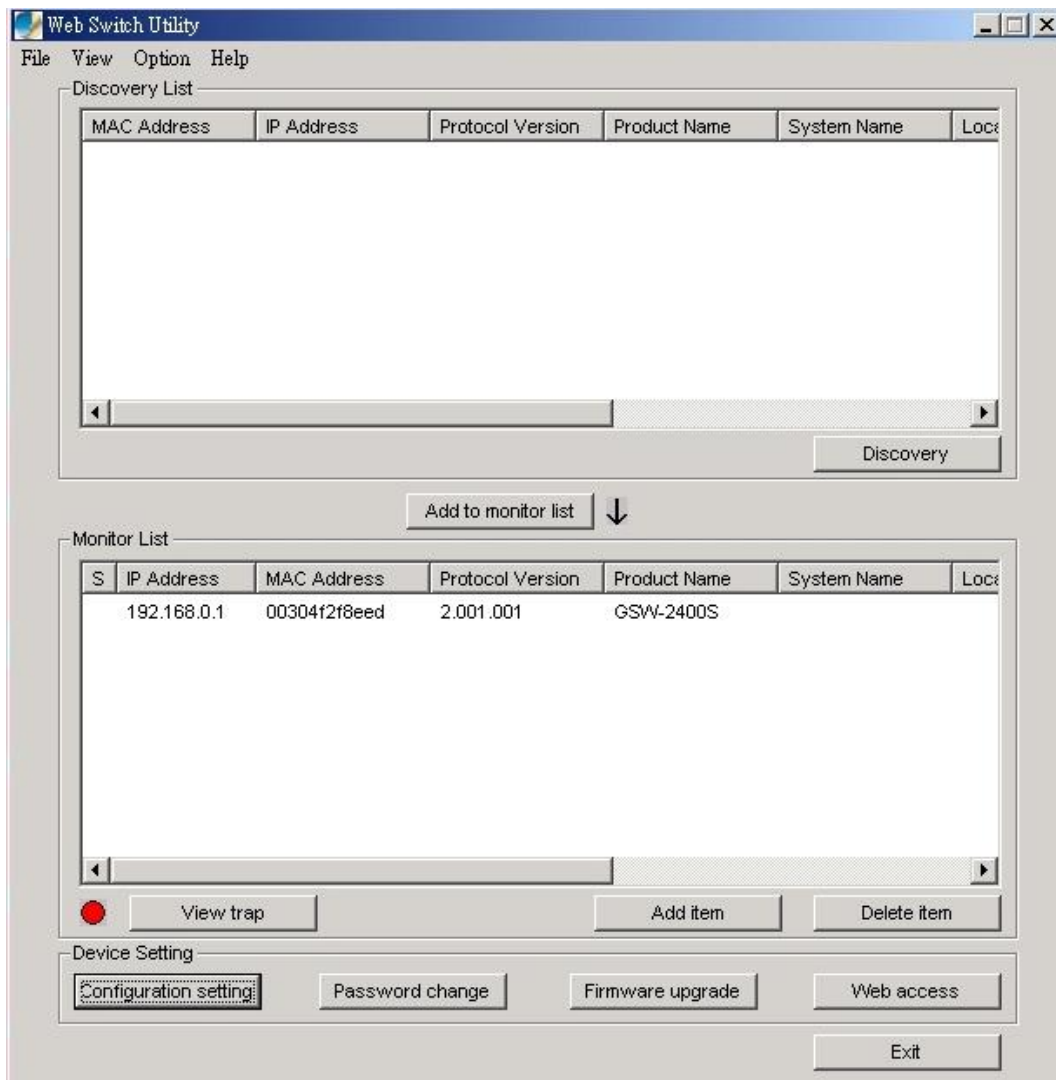 Web Switch Utility
File View Option Help
Discovery List
MAC Address IP Address Protocol Version Product Name System Name Loca
Discovery
Add to monitor list
Monitor List
S IP Address MAC Address Protocol Version Product Name System Name Loca
192.168.0.1 00304f2f8eed 2.001.001 GSW-2400S
View trap Add item Delete item
Device Setting
Configuration setting Password change Firmware upgrade Web access
Exit